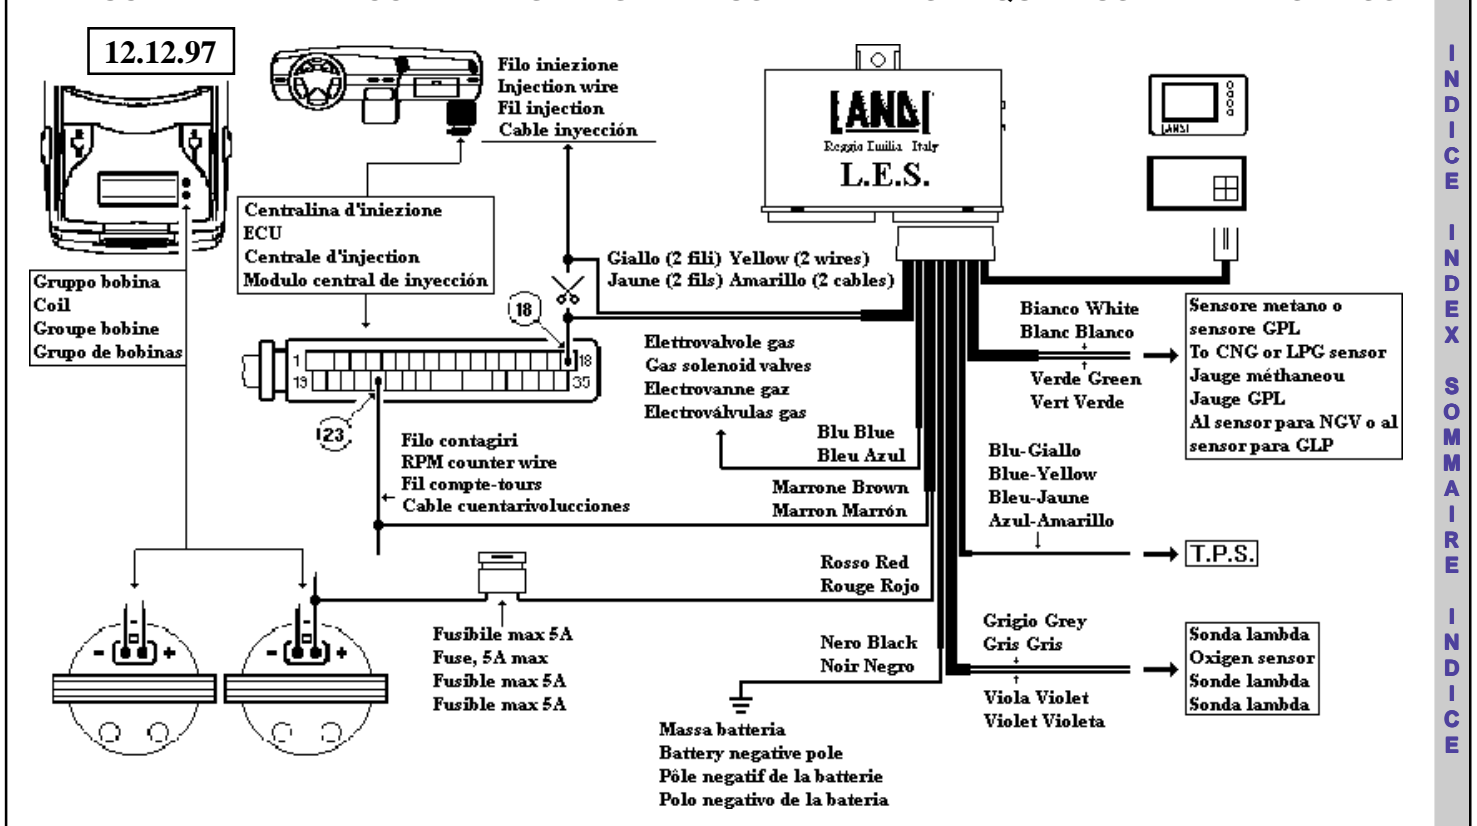 12.12.97
Filo iniezione
Injection wire
Fil injection
Cable inyección
LANDI
Reggio Emilia Italy
L.E.S.
LANDI
Centralina d'iniezione
ECU
Centrale d'injection
Modulo central de inyección
Gruppo bobina
Coil
Groupe bobine
Grupo de bobinas
Giallo (2 fili) Yellow (2 wires)
Jaune (2 fils) Amarillo (2 cables)
18
1
18
19
35
23
Elettrovalvole gas
Gas solenoid valves
Electrovanne gaz
Electroválvulas gas
Bianco White
Blanc Blanco
Verde Green
Vert Verde
Sensore metano o
sensore GPL
To CNG or LPG sensor
Jauge méthaneou
Jauge GPL
Al sensor para NGV o al
sensor para GLP
Blu Blue
Bleu Azul
Filo contagiri
RPM counter wire
Fil compte-tours
Cable cuentarivolucciones
Marrone Brown
Marron Marrón
Blu-Giallo
Blue-Yellow
Bleu-Jaune
Azul-Amarillo
T.P.S.
Rosso Red
Rouge Rojo
Fusibile max 5A
Fuse, 5A max
Fusible max 5A
Fusible max 5A
- +
- +
Nero Black
Noir Negro
Grigio Grey
Gris Gris
Viola Violet
Violet Violeta
Sonda lambda
Oxigen sensor
Sonde lambda
Sonda lambda
Massa batteria
Battery negative pole
Pôle negatif de la batterie
Polo negativo de la bateria
INDICE INDEX SOMMAIRE INDICE